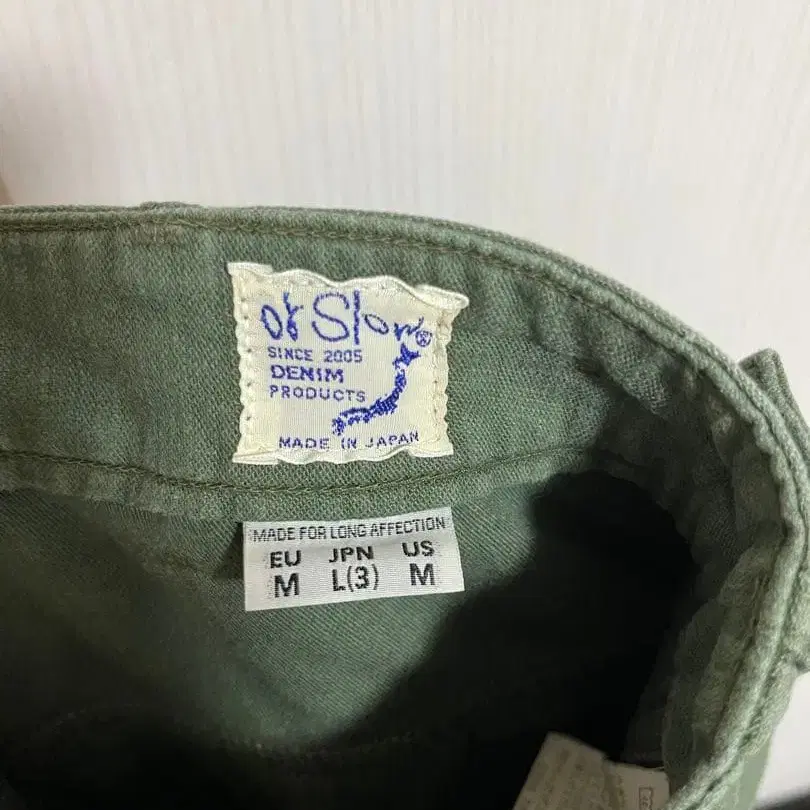 or Slow®
SINCE 2005
DENIM
PRODUCTS
MADE IN JAPAN
MADE FOR LONG AFFECTION
EU JPN US
M L(3) M